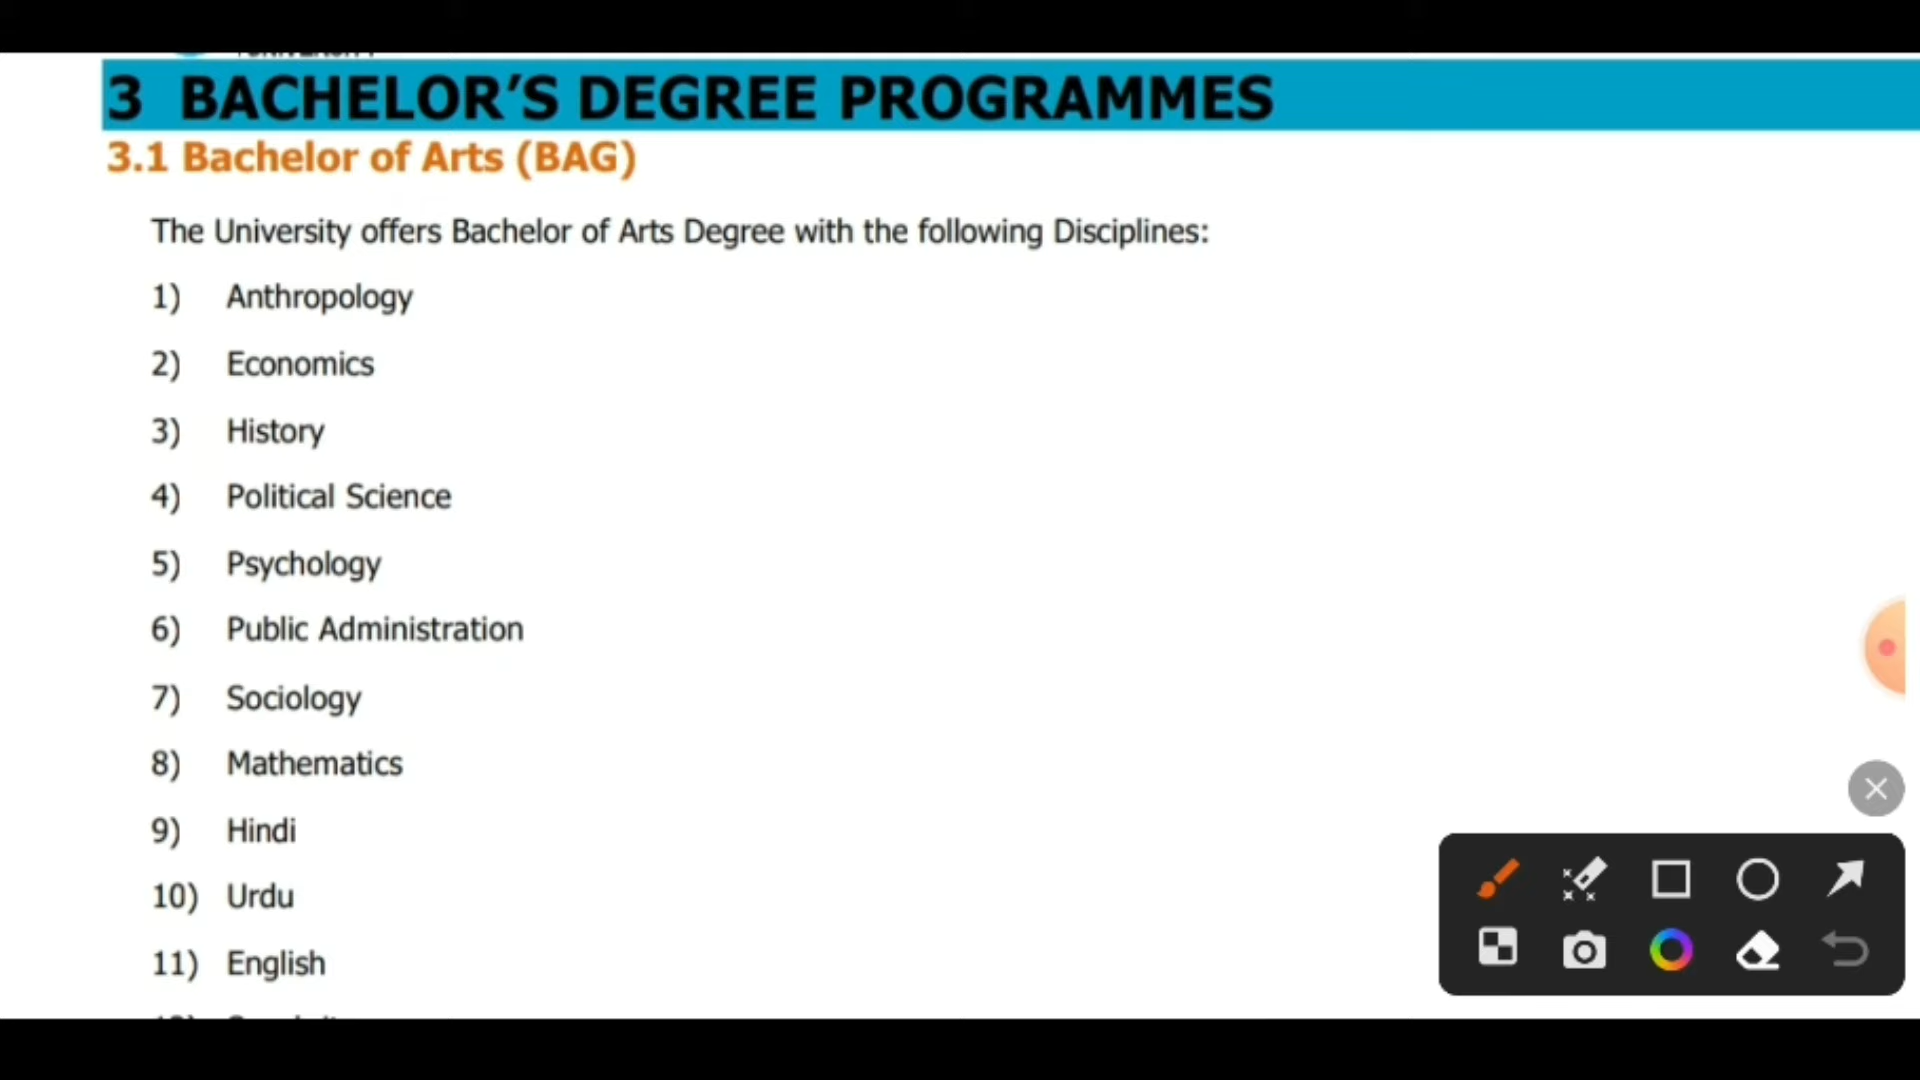 3 BACHELOR’S DEGREE PROGRAMMES
3.1 Bachelor of Arts (BAG)
The University offers Bachelor of Arts Degree with the following Disciplines:
1) Anthropology
2) Economics
3) History
4) Political Science
5) Psychology
6) Public Administration
7) Sociology
8) Mathematics
9) Hindi
10) Urdu
11) English